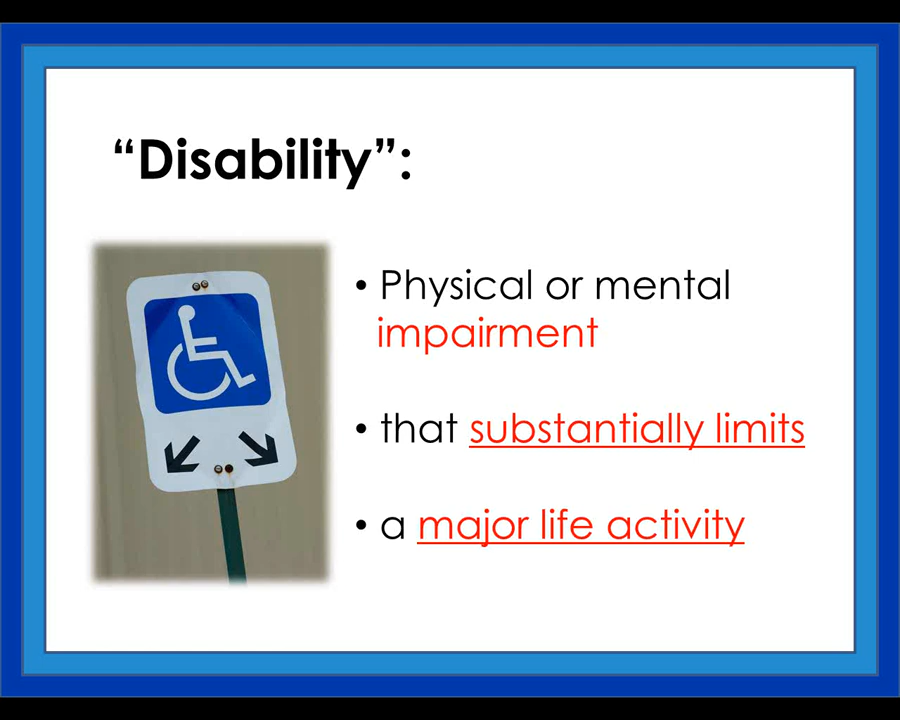 “Disability”:
• Physical or mental
impairment
• that substantially limits
• a major life activity